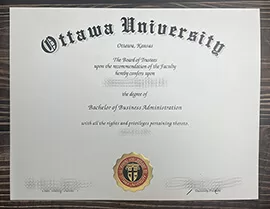 Ottawa University
Ottawa, Kansas
The Board of Trustees
upon the recommendation of the Faculty
hereby confers upon
the degree of
Bachelor of Business Administration
with all the rights and privileges pertaining thereto.